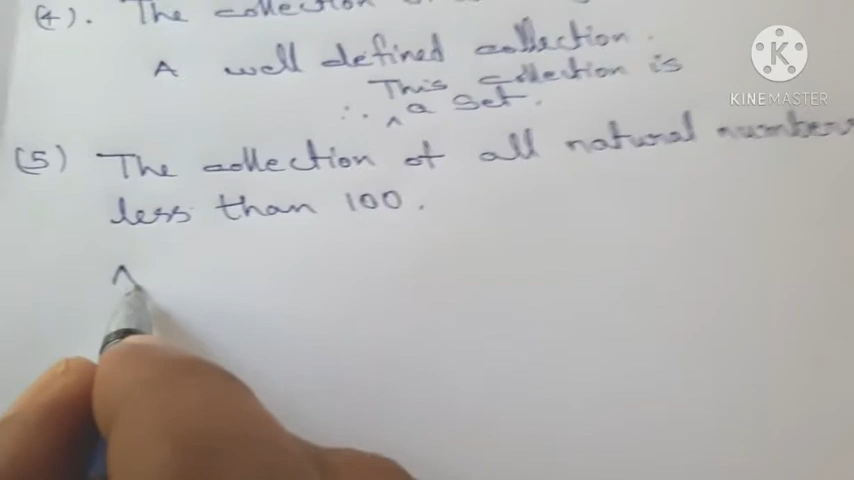 (4). The collection
A well defined collection.
This collection is
∴ ^ a set.
(5) The collection of all natural numbers
less than 100.
A
KINEMASTER